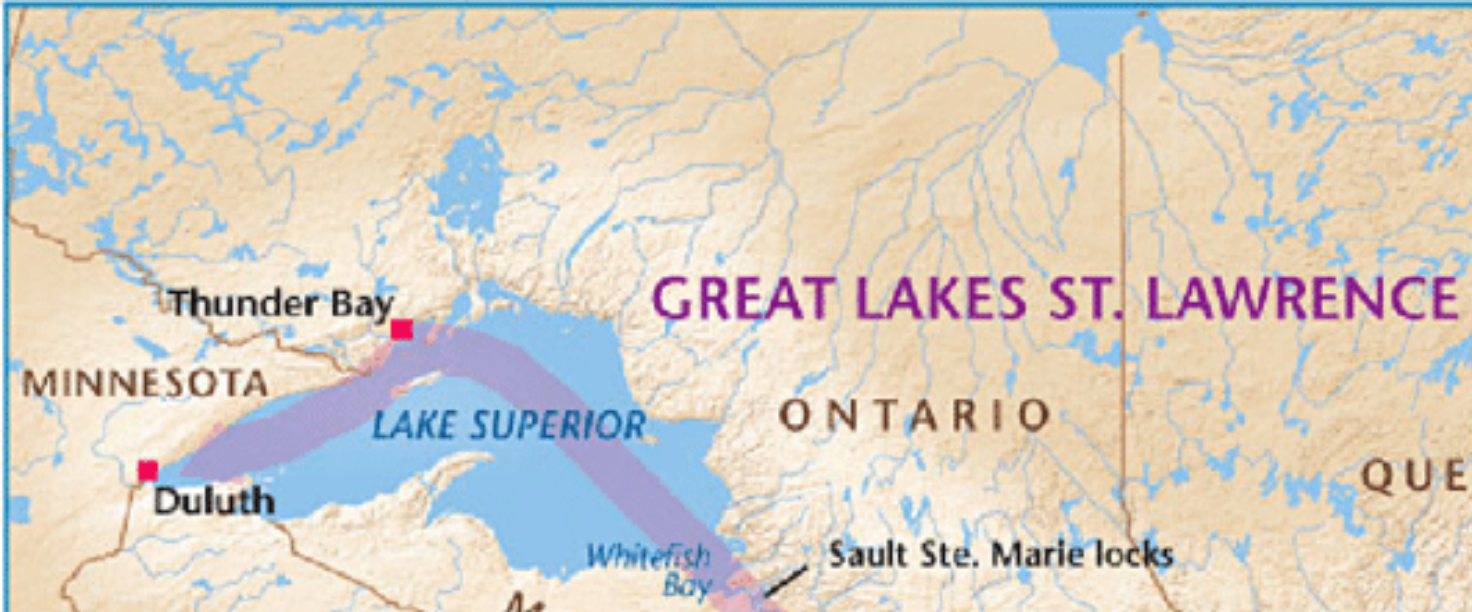 Thunder Bay
GREAT LAKES ST. LAWRENCE
MINNESOTA
LAKE SUPERIOR
ONTARIO
QUE
Duluth
Whitefish
Bay
Sault Ste. Marie locks